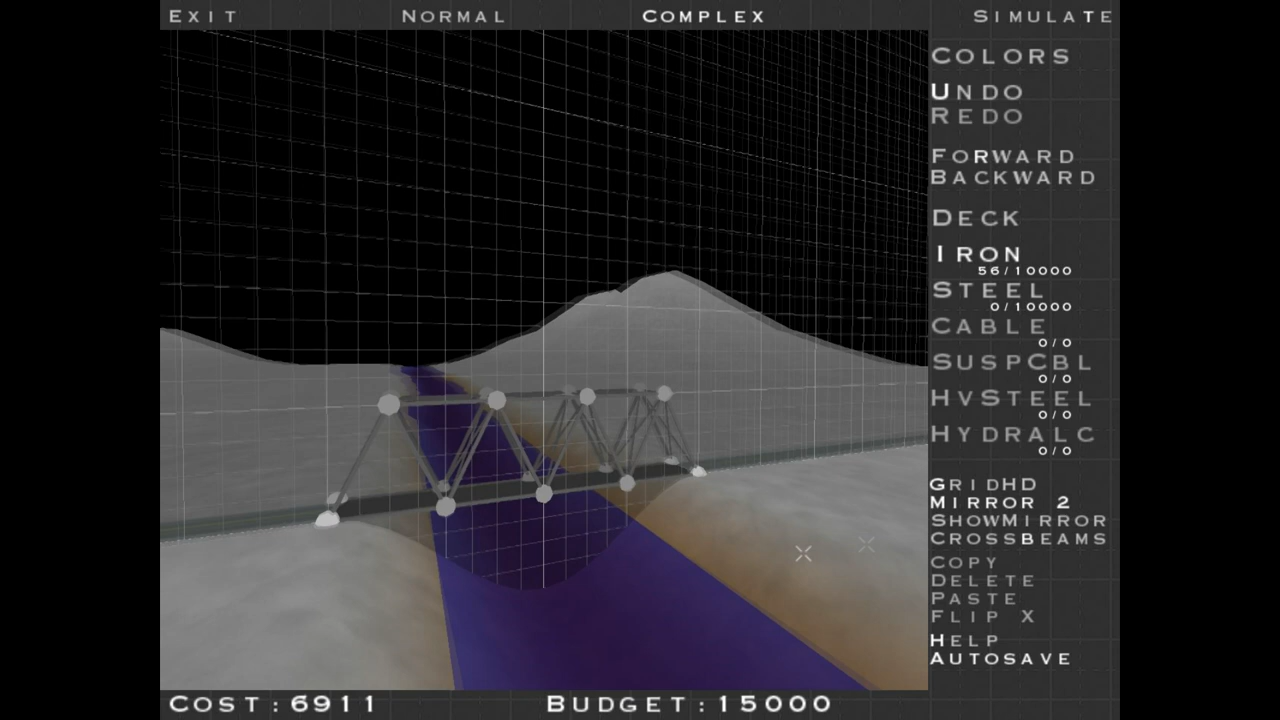 EXIT NORMAL COMPLEX SIMULATE
COLORS
UNDO
REDO
FORWARD
BACKWARD
DECK
IRON
56/10000
STEEL
0/10000
CABLE
0/0
SUSPCBL
0/0
HVSTEEL
0/0
HYDRALC
0/0
GRIDHD
MIRROR 2
SHOWMIRROR
CROSSBEAMS
COPY
DELETE
PASTE
FLIP X
HELP
AUTOSAVE
COST:6911 BUDGET:15000